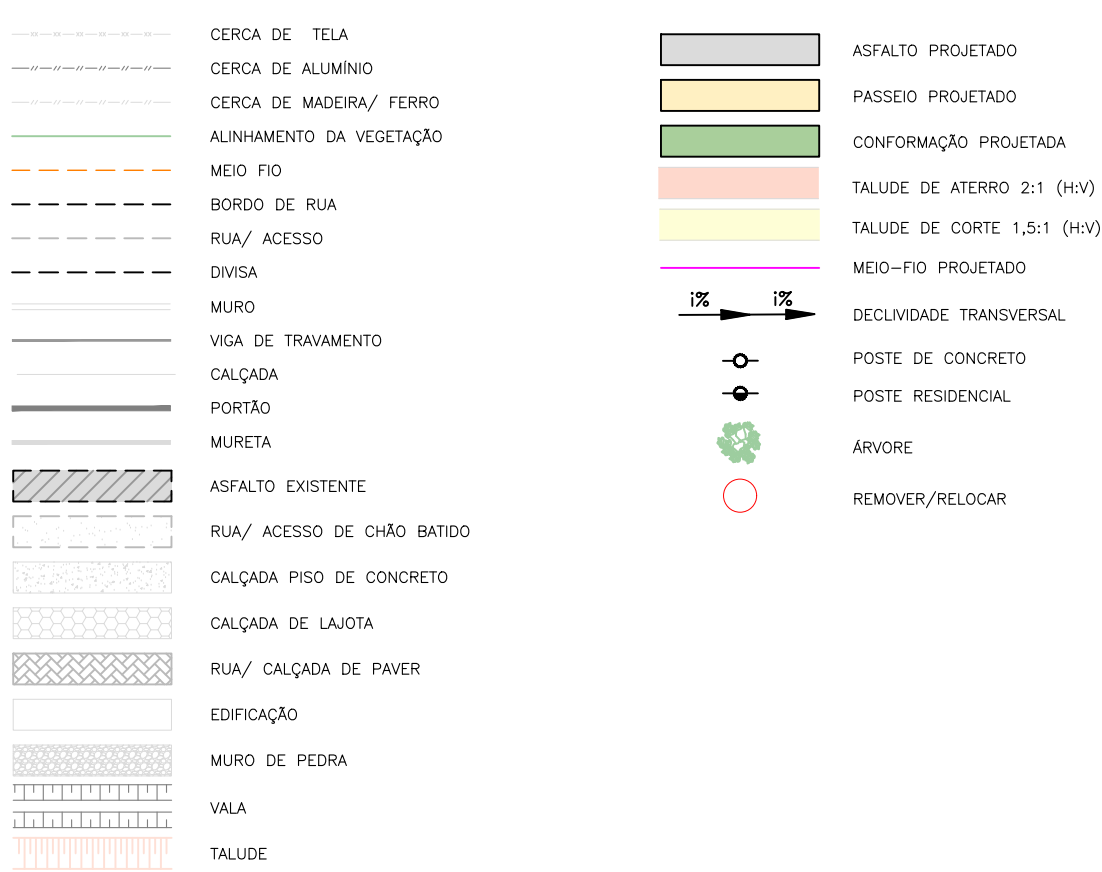 CERCA DE TELA
CERCA DE ALUMÍNIO
CERCA DE MADEIRA/ FERRO
ALINHAMENTO DA VEGETAÇÃO
MEIO FIO
BORDO DE RUA
RUA/ ACESSO
DIVISA
MURO
VIGA DE TRAVAMENTO
CALÇADA
PORTÃO
MURETA
ASFALTO EXISTENTE
RUA/ ACESSO DE CHÃO BATIDO
CALÇADA PISO DE CONCRETO
CALÇADA DE LAJOTA
RUA/ CALÇADA DE PAVER
EDIFICAÇÃO
MURO DE PEDRA
VALA
TALUDE
ASFALTO PROJETADO
PASSEIO PROJETADO
CONFORMAÇÃO PROJETADA
TALUDE DE ATERRO 2:1 (H:V)
TALUDE DE CORTE 1,5:1 (H:V)
MEIO-FIO PROJETADO
i% i% DECLIVIDADE TRANSVERSAL
POSTE DE CONCRETO
POSTE RESIDENCIAL
ÁRVORE
REMOVER/RELOCAR